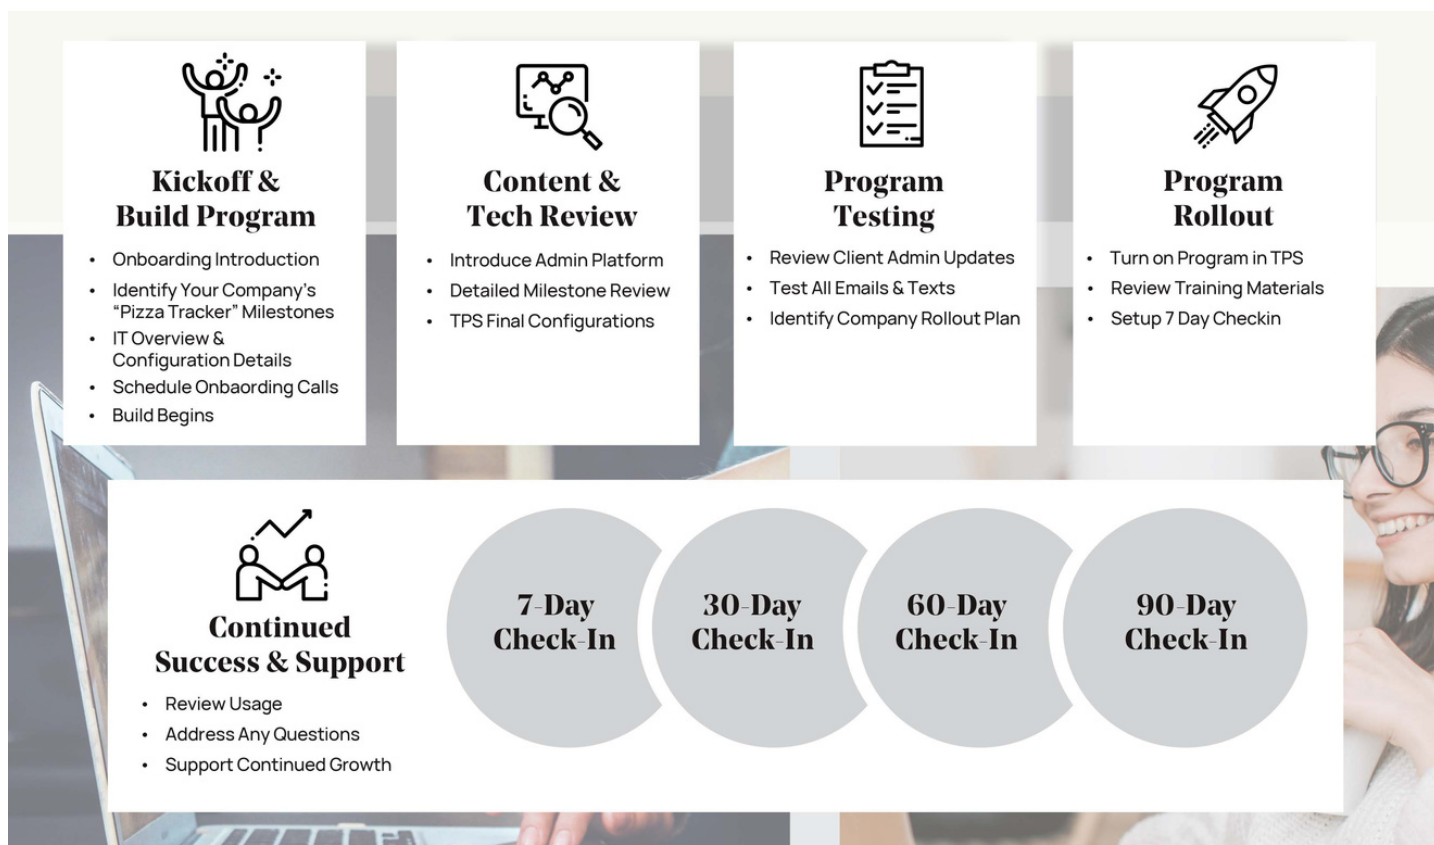 Kickoff &
Build Program
• Onboarding Introduction
• Identify Your Company's
“Pizza Tracker” Milestones
• IT Overview &
Configuration Details
• Schedule Onbaording Calls
• Build Begins
Content &
Tech Review
• Introduce Admin Platform
• Detailed Milestone Review
• TPS Final Configurations
Program
Testing
• Review Client Admin Updates
• Test All Emails & Texts
• Identify Company Rollout Plan
Program
Rollout
• Turn on Program in TPS
• Review Training Materials
• Setup 7 Day Checkin
Continued
Success & Support
• Review Usage
• Address Any Questions
• Support Continued Growth
7-Day
Check-In
30-Day
Check-In
60-Day
Check-In
90-Day
Check-In